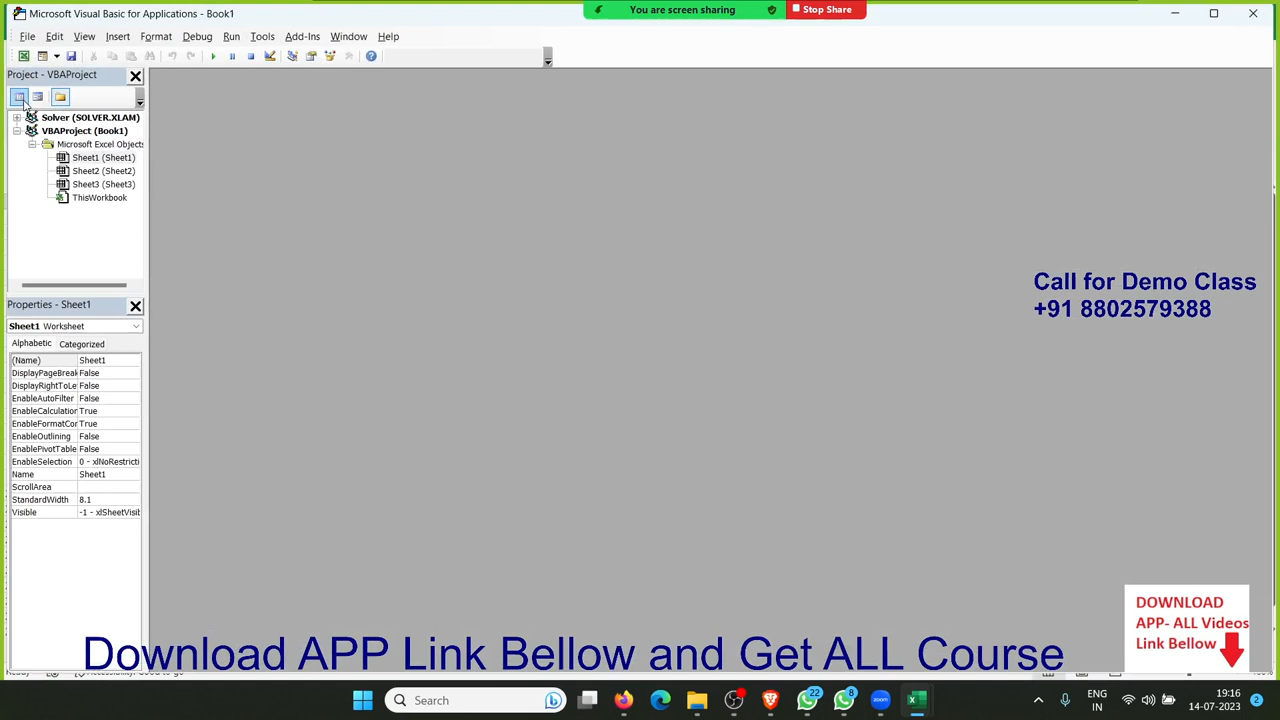 Microsoft Visual Basic for Applications - Book1
You are screen sharing
Stop Share
File Edit View Insert Format Debug Run Tools Add-Ins Window Help
Project - VBAProject
Solver (SOLVER.XLAM)
VBAProject (Book1)
Microsoft Excel Objects
Sheet1 (Sheet1)
Sheet2 (Sheet2)
Sheet3 (Sheet3)
ThisWorkbook
Call for Demo Class
+91 8802579388
Properties - Sheet1
Sheet1 Worksheet
Alphabetic Categorized
(Name) Sheet1
DisplayPageBreak False
DisplayRightToLe False
EnableAutoFilter False
EnableCalculation True
EnableFormatCor True
EnableOutlining False
EnablePivotTable False
EnableSelection 0 - xlNoRestricti
Name Sheet1
ScrollArea
StandardWidth 8.1
Visible -1 - xlSheetVisib
DOWNLOAD
APP- ALL Videos
Link Bellow
Download APP Link Bellow and Get ALL Course
Search
22
8
zoom
ENG
IN
19:16
14-07-2023
2